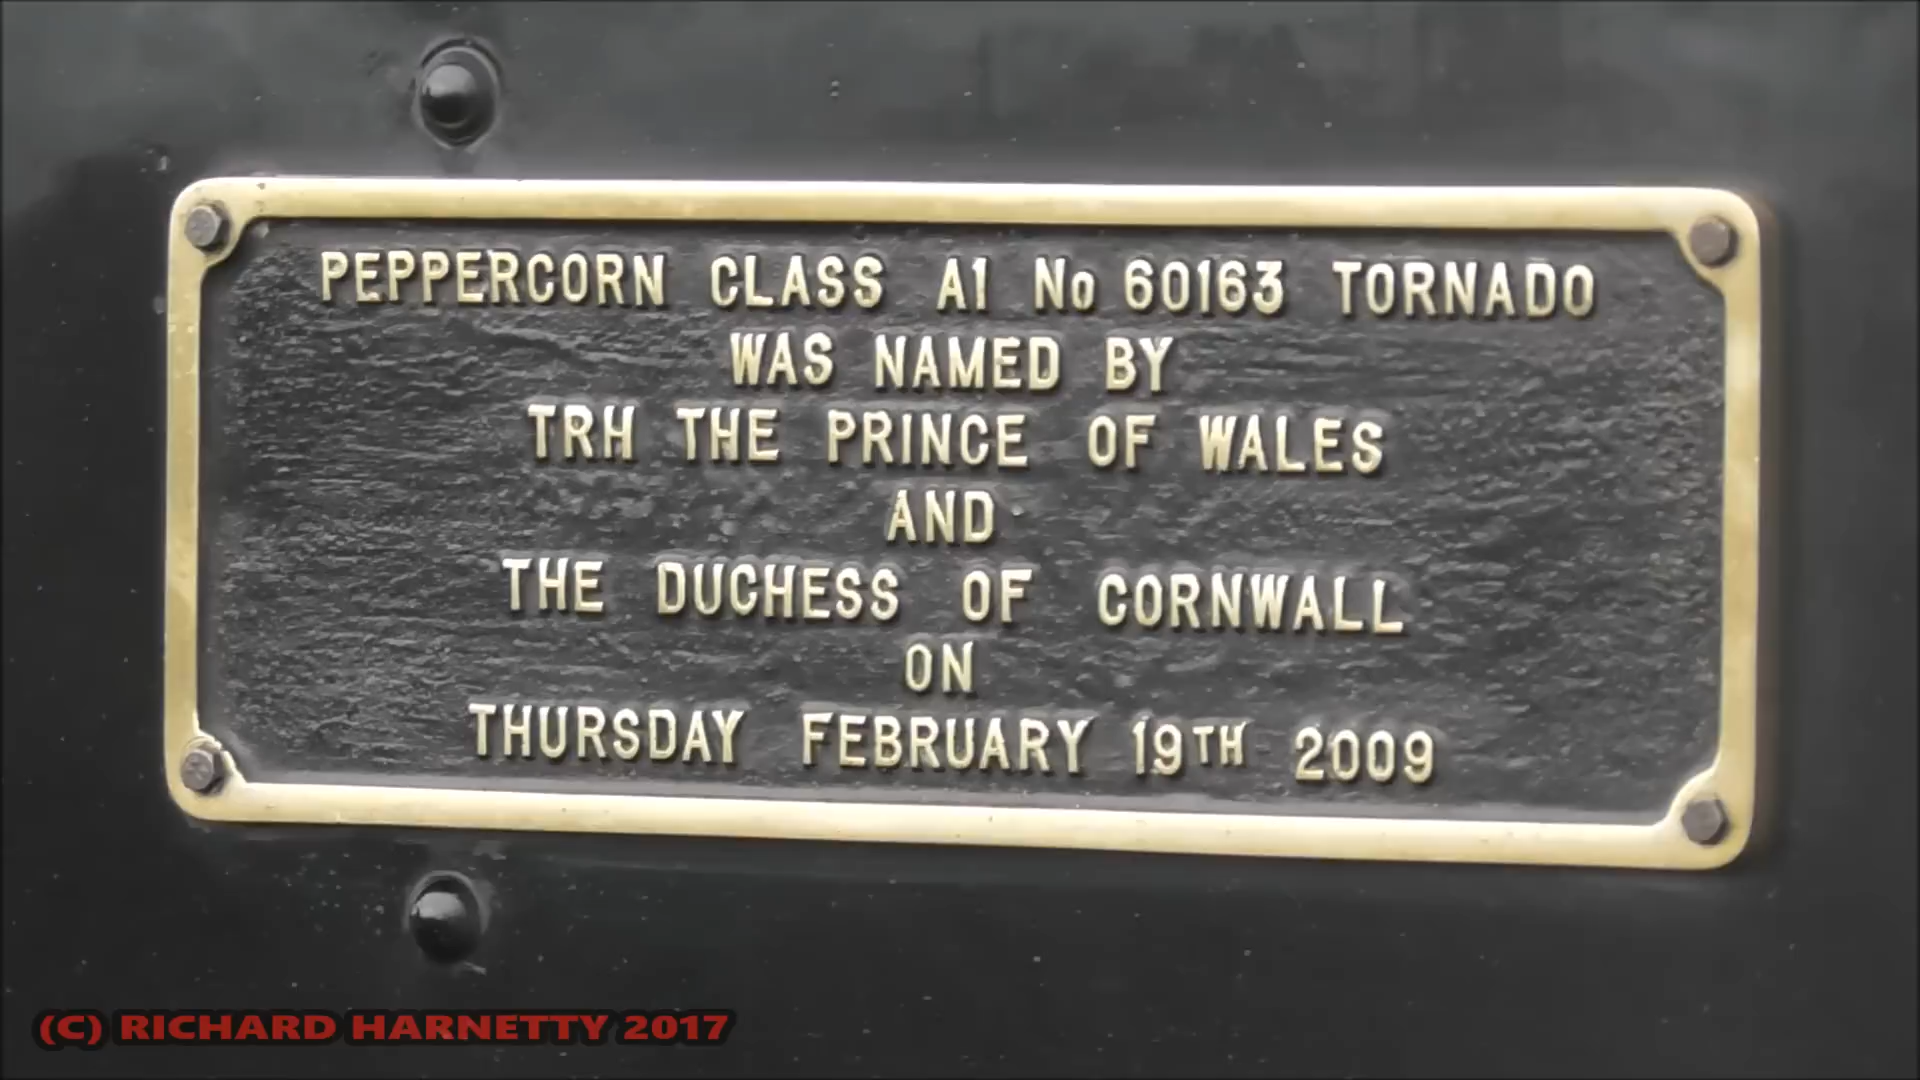 PEPPERCORN CLASS A1 No 60163 TORNADO
WAS NAMED BY
TRH THE PRINCE OF WALES
AND
THE DUCHESS OF CORNWALL
ON
THURSDAY FEBRUARY 19TH 2009
(C) RICHARD HARNETTY 2017